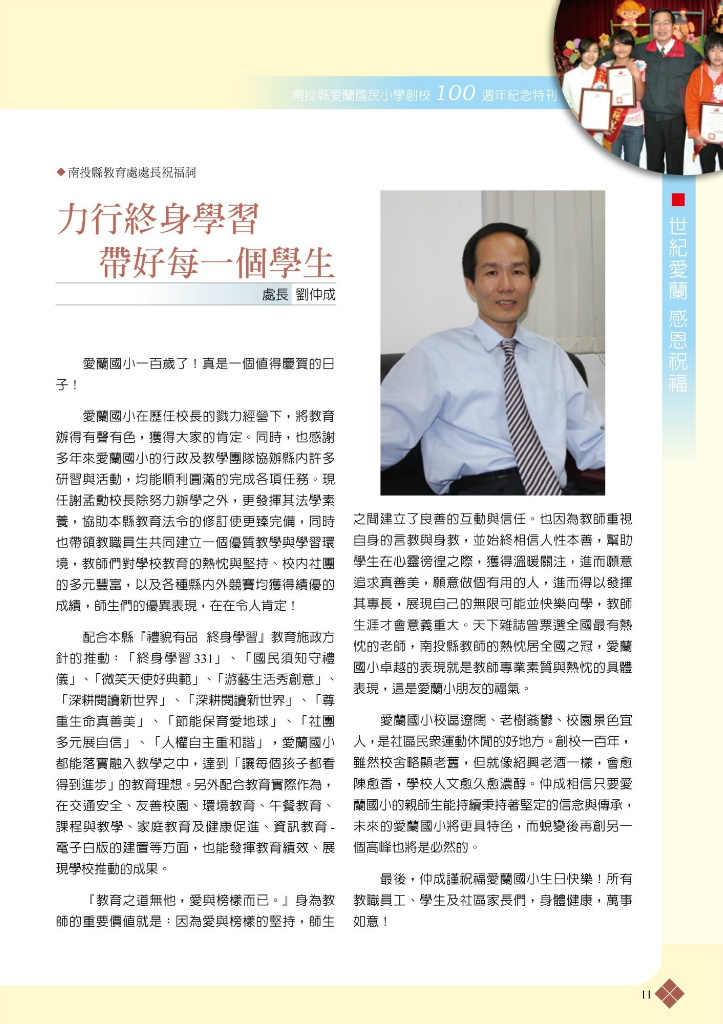 南投縣愛蘭國民小學創校 100 週年紀念特刊
世紀愛蘭 感恩祝福
◆南投縣教育處處長祝福詞
力行終身學習
帶好每一個學生
處長 劉仲成
愛蘭國小一百歲了！真是一個值得慶賀的日
子！
愛蘭國小在歷任校長的戮力經營下，將教育
辦得有聲有色，獲得大家的肯定。同時，也感謝
多年來愛蘭國小的行政及教學團隊協辦縣內許多
研習與活動，均能順利圓滿的完成各項任務。現
任謝孟勳校長除努力辦學之外，更發揮其法學素
養，協助本縣教育法令的修訂使更臻完備，同時
也帶領教職員生共同建立一個優質教學與學習環
境，教師們對學校教育的熱忱與堅持、校內社團
的多元豐富，以及各種縣內外競賽均獲得績優的
成績，師生們的優異表現，在在令人肯定！
配合本縣『禮貌有品 終身學習』教育施政方
針的推動：「終身學習 331」、「國民須知守禮
儀」、「微笑天使好典範」、「游藝生活秀創意」、
「深耕閱讀新世界」、「深耕閱讀新世界」、「尊
重生命真善美」、「節能保育愛地球」、「社團
多元展自信」、「人權自主重和諧」，愛蘭國小
都能落實融入教學之中，達到「讓每個孩子都看
得到進步」的教育理想。另外配合教育實際作為，
在交通安全、友善校園、環境教育、午餐教育、
課程與教學、家庭教育及健康促進、資訊教育-
電子白版的建置等方面，也能發揮教育績效、展
現學校推動的成果。
『教育之道無他，愛與榜樣而已。』身為教
師的重要價值就是：因為愛與榜樣的堅持，師生
之間建立了良善的互動與信任。也因為教師重視
自身的言教與身教，並始終相信人性本善，幫助
學生在心靈徬徨之際，獲得溫暖關注，進而願意
追求真善美，願意做個有用的人，進而得以發揮
其專長，展現自己的無限可能並快樂向學，教師
生涯才會意義重大。天下雜誌曾票選全國最有熱
忱的老師，南投縣教師的熱忱居全國之冠，愛蘭
國小卓越的表現就是教師專業素質與熱忱的具體
表現，這是愛蘭小朋友的福氣。
愛蘭國小校區遼闊、老樹蓊鬱、校園景色宜
人，是社區民眾運動休閒的好地方。創校一百年，
雖然校舍略顯老舊，但就像紹興老酒一樣，會愈
陳愈香，學校人文愈久愈濃醇。仲成相信只要愛
蘭國小的親師生能持續秉持著堅定的信念與傳承，
未來的愛蘭國小將更具特色，而蛻變後再創另一
個高峰也將是必然的。
最後，仲成謹祝福愛蘭國小生日快樂！所有
教職員工、學生及社區家長們，身體健康，萬事
如意！
11